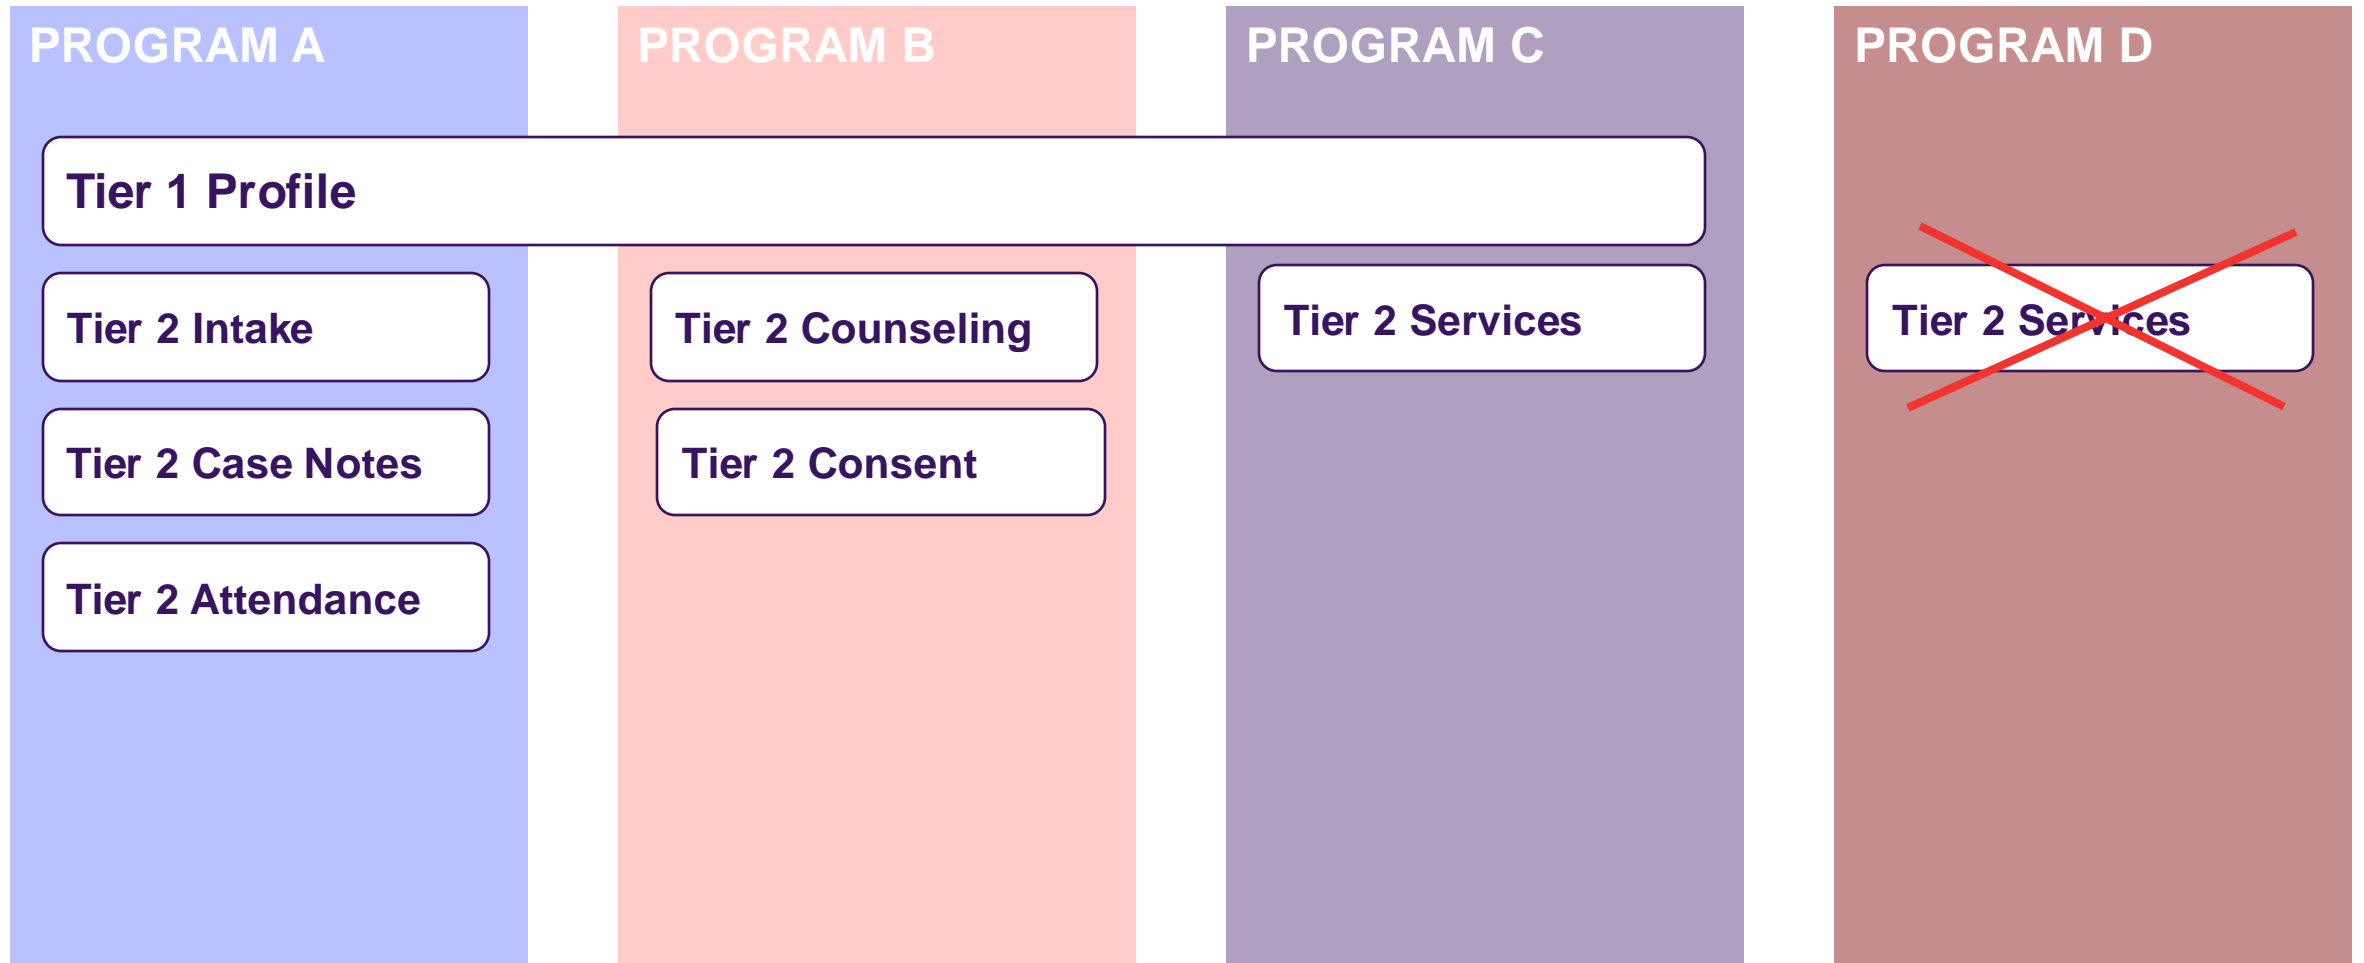 PROGRAM A
PROGRAM B
PROGRAM C
PROGRAM D
Tier 1 Profile
Tier 2 Intake
Tier 2 Counseling
Tier 2 Services
Tier 2 Services
Tier 2 Case Notes
Tier 2 Consent
Tier 2 Attendance